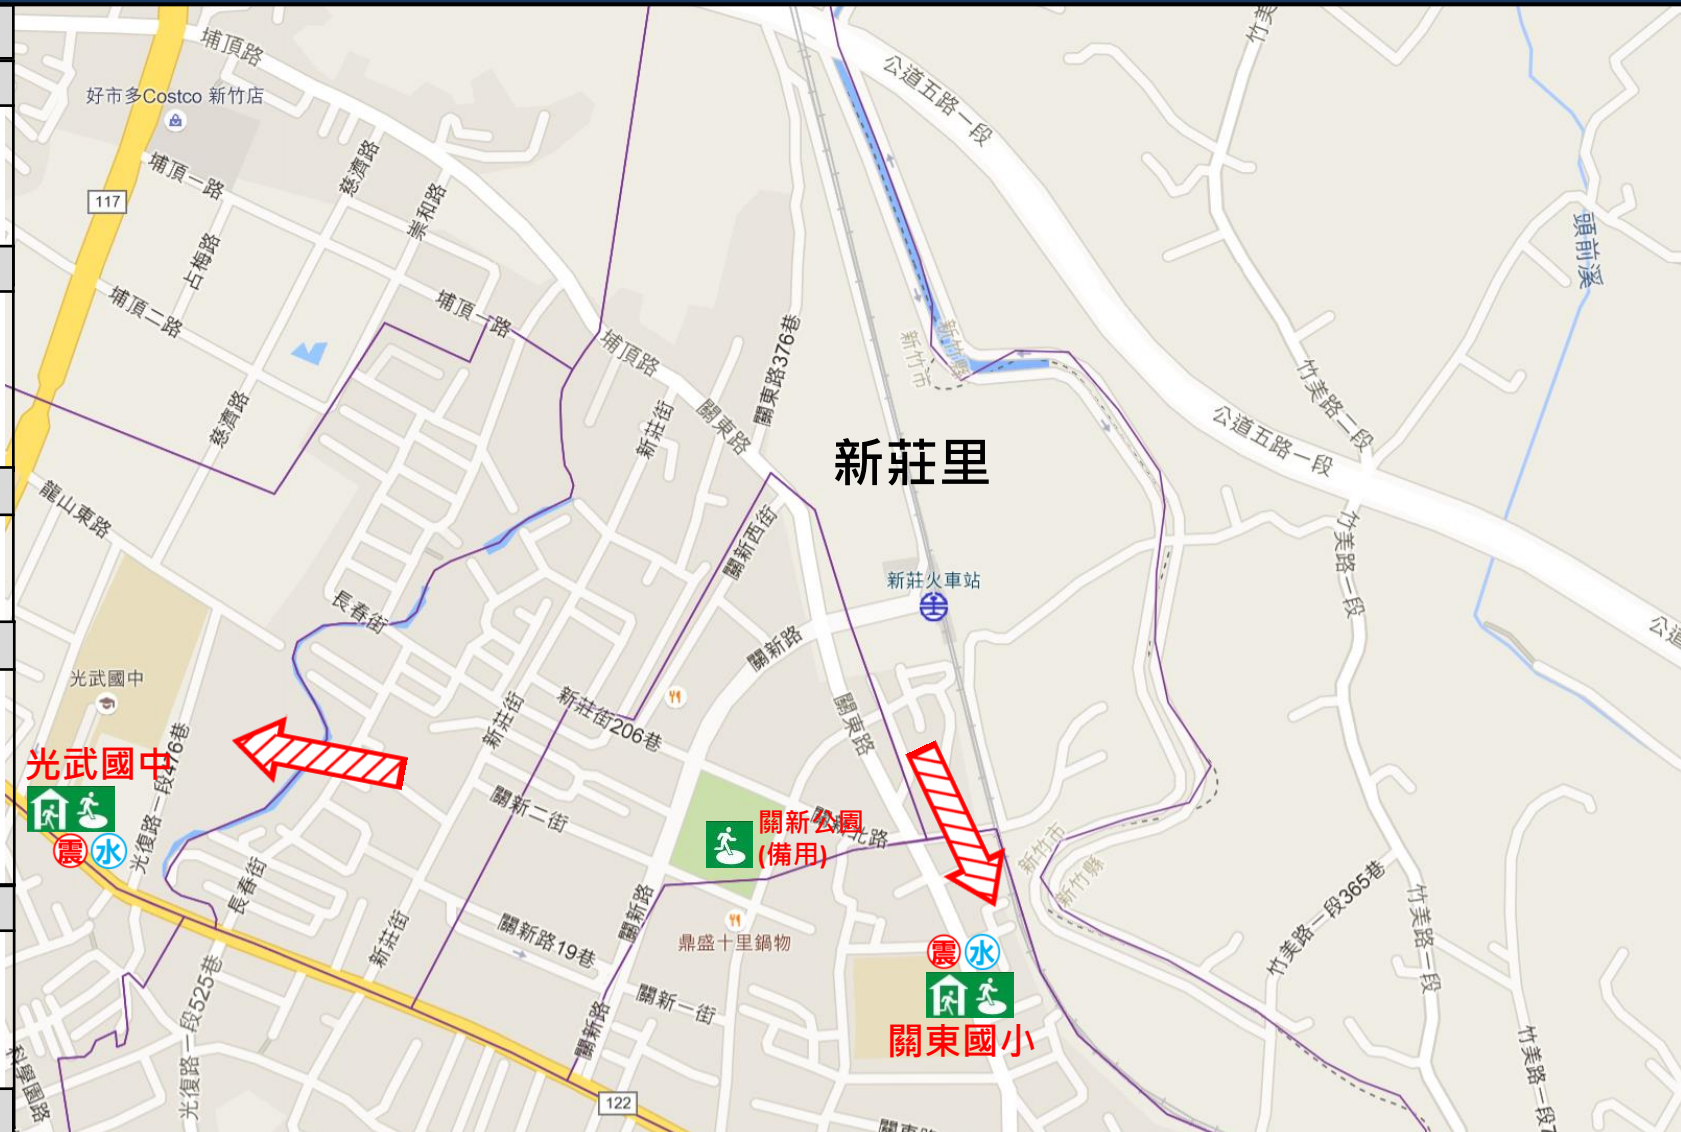 埔頂路
竹美
好市多Costco 新竹店
公道五路一段
慈濟路
埔頂一路
117
崇和路
頭前溪
占梅路
埔頂二路
埔頂一路
新竹縣
新竹市
埔頂路
關東路376巷
竹美路一段
慈濟路
新莊街
關東路
公道五路一段
新莊里
龍山東路
關新西街
竹美路一段
新莊火車站
長春街
公道
關新路
光武國中
新莊街206巷
新莊街
關東路
光武國中
光復路一段476巷
關新二街
關新公園
(備用)
關新北路
震
水
新竹市
新竹縣
長春街
竹美路一段365巷
竹美路一段
關新路
新莊街
關新路19巷
鼎盛十里鍋物
震
水
光復路一段525巷
關新一街
關新路
關東國小
科學園路
竹美路一段
122
關東路